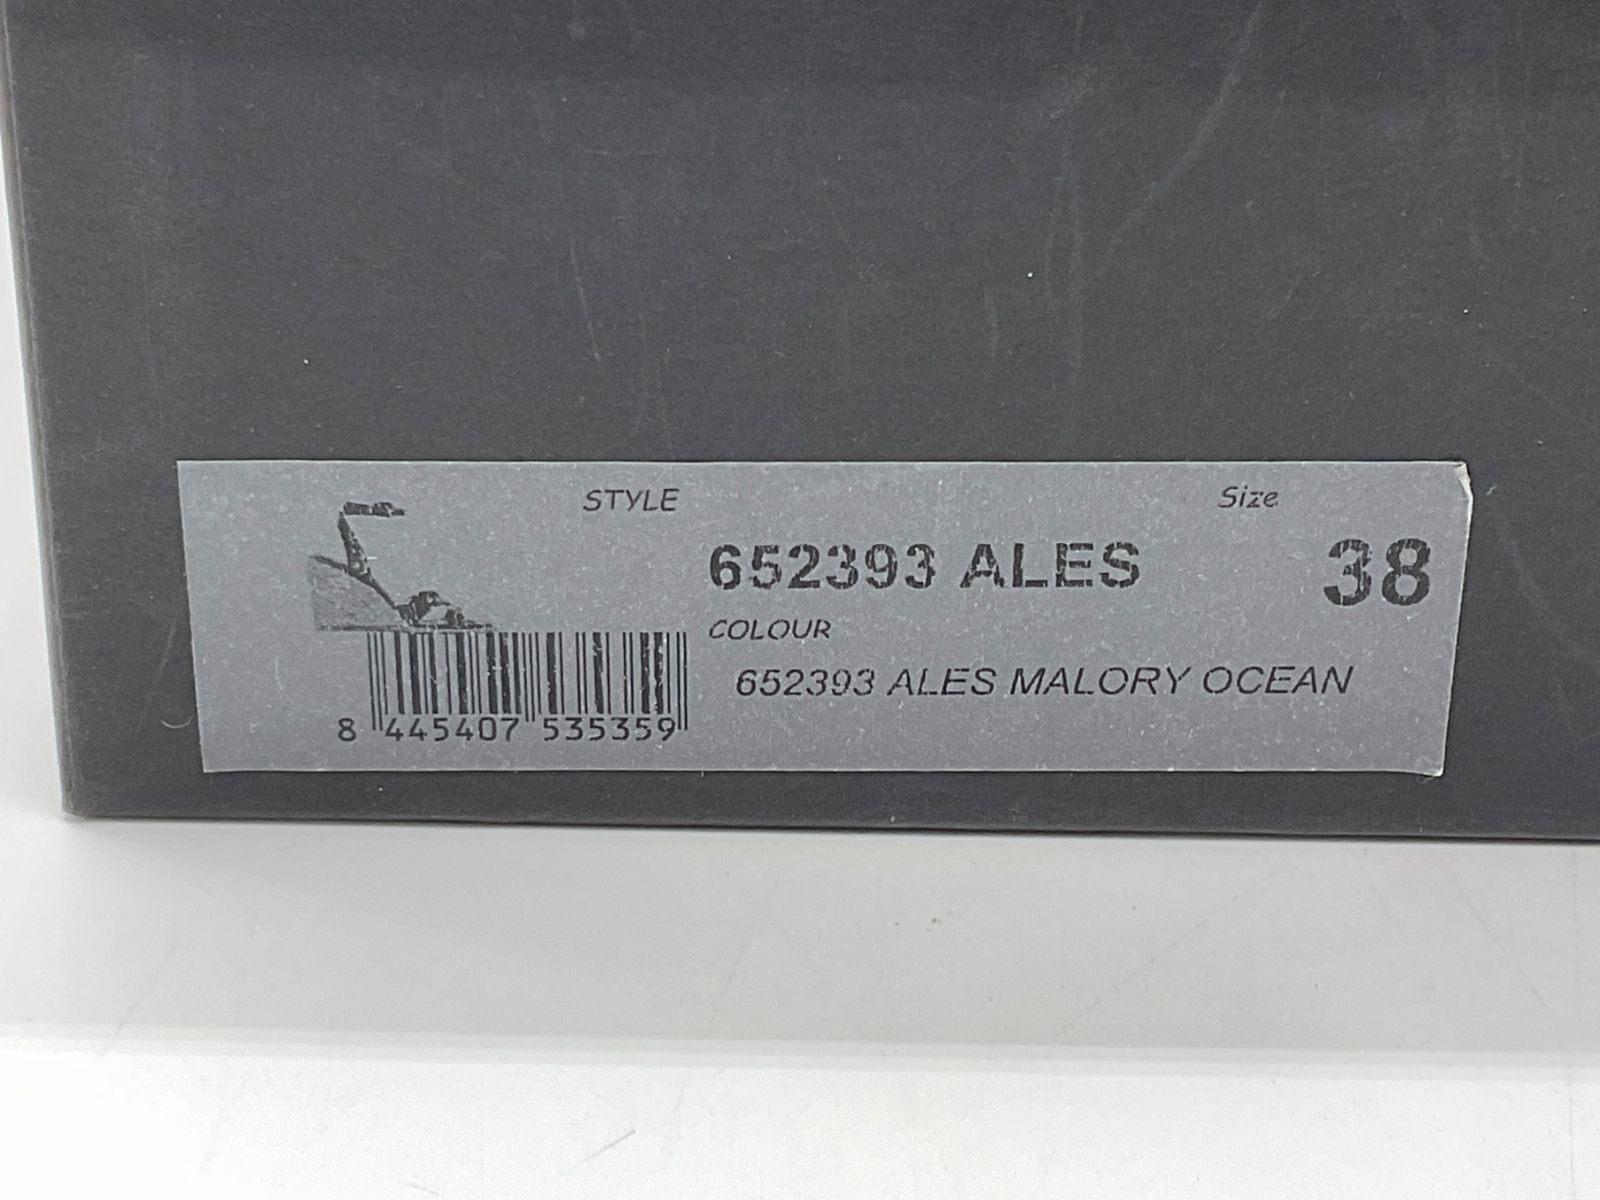 STYLE
Size
652393 ALES
38
COLOUR
652393 ALES MALORY OCEAN
8 445407 535359